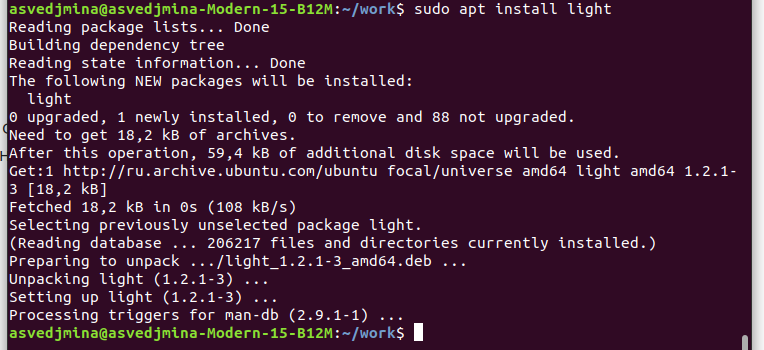 asvedjmina@asvedjmina-Modern-15-B12M:~/work$ sudo apt install light
Reading package lists... Done
Building dependency tree
Reading state information... Done
The following NEW packages will be installed:
  light
0 upgraded, 1 newly installed, 0 to remove and 88 not upgraded.
Need to get 18,2 kB of archives.
After this operation, 59,4 kB of additional disk space will be used.
Get:1 http://ru.archive.ubuntu.com/ubuntu focal/universe amd64 light amd64 1.2.1-
3 [18,2 kB]
Fetched 18,2 kB in 0s (108 kB/s)
Selecting previously unselected package light.
(Reading database ... 206217 files and directories currently installed.)
Preparing to unpack .../light_1.2.1-3_amd64.deb ...
Unpacking light (1.2.1-3) ...
Setting up light (1.2.1-3) ...
Processing triggers for man-db (2.9.1-1) ...
asvedjmina@asvedjmina-Modern-15-B12M:~/work$